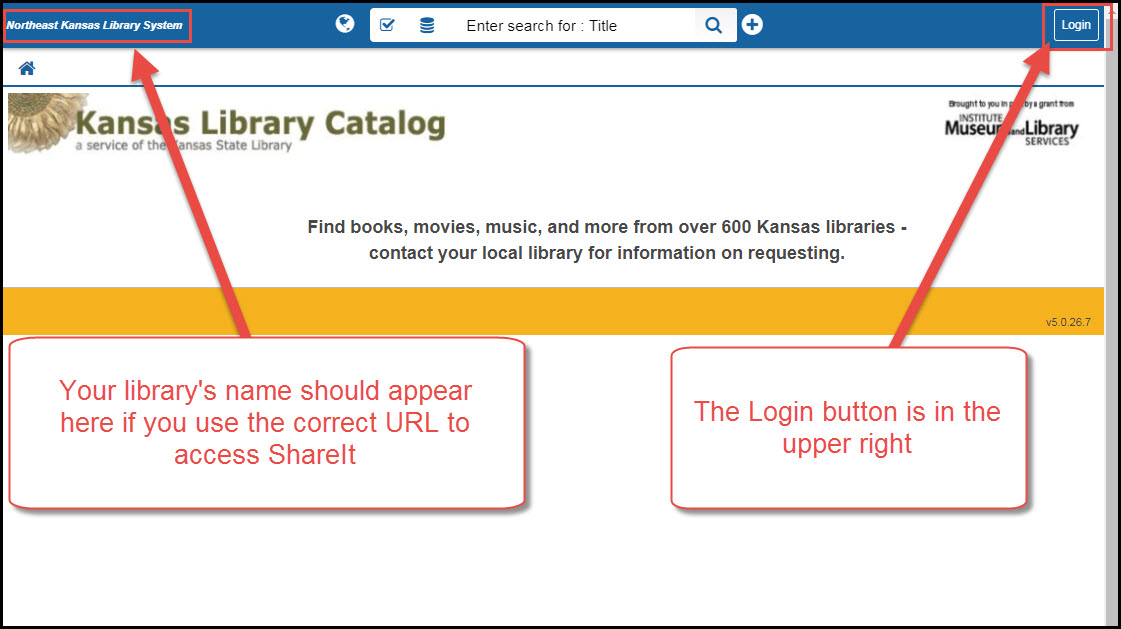 Northeast Kansas Library System
Enter search for : Title
Login
Kansas Library Catalog
a service of the Kansas State Library
Brought to you in part by a grant from
INSTITUTE
Museum and Library
SERVICES
Find books, movies, music, and more from over 600 Kansas libraries -
contact your local library for information on requesting.
v5.0.26.7
Your library's name should appear
here if you use the correct URL to
access ShareIt
The Login button is in the
upper right